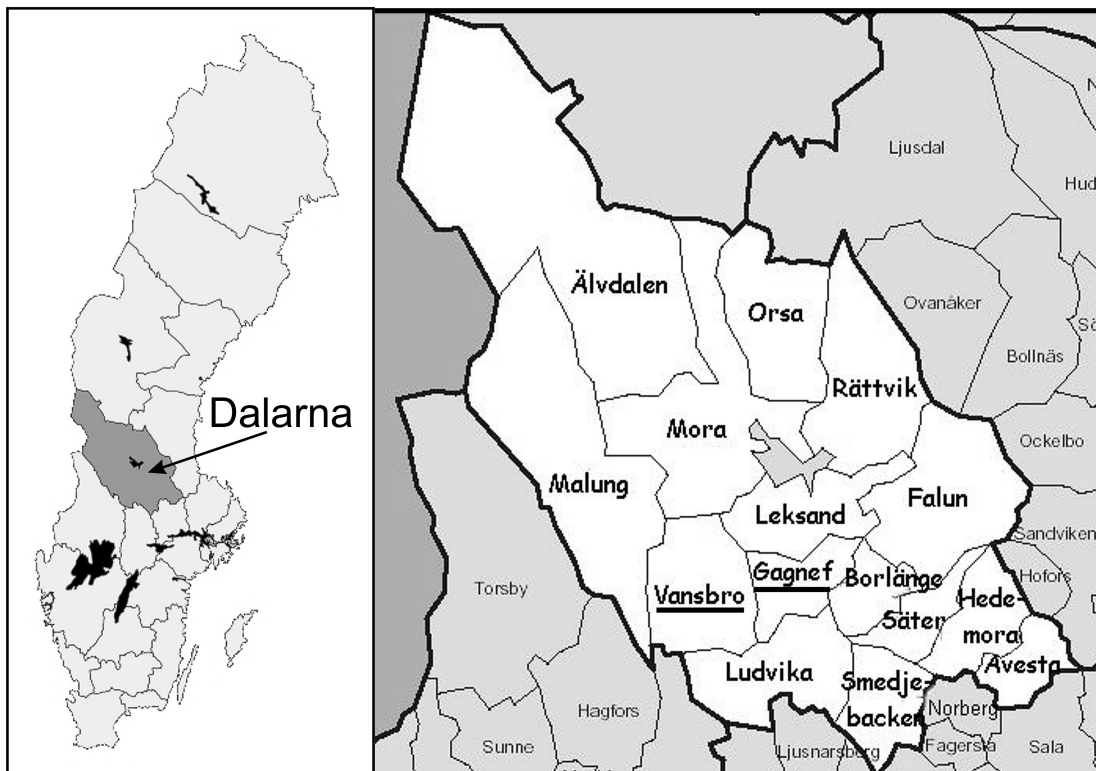 Dalarna
Ljusdal
Älvdalen
Orsa
Ovanåker
Bollnäs
Rättvik
Mora
Ockelbo
Malung
Falun
Leksand
Sandviken
Gagnef
Borlänge
Hofors
Torsby
Vansbro
Hede-
mora
Säter
Avesta
Ludvika
Smedje-
backen
Hagfors
Norberg
Sunne
Ljusnarsberg
Fagersta
Sala